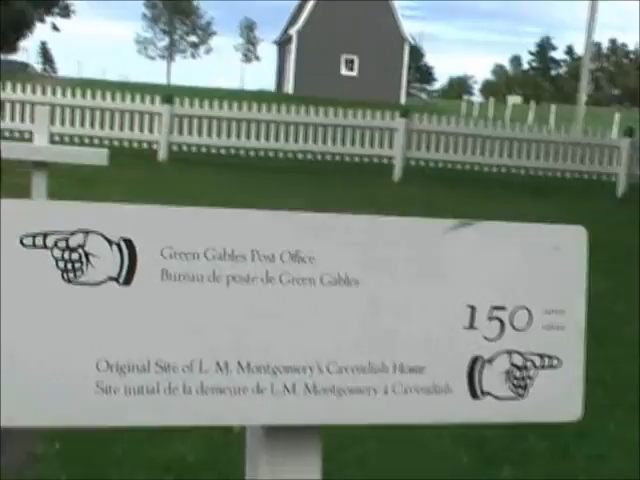 Green Gables Post Office
Bureau de poste de Green Gables
150
Original Site of L. M. Montgomery's Cavendish Home
Site initial de la demeure de L.M. Montgomery à Cavendish